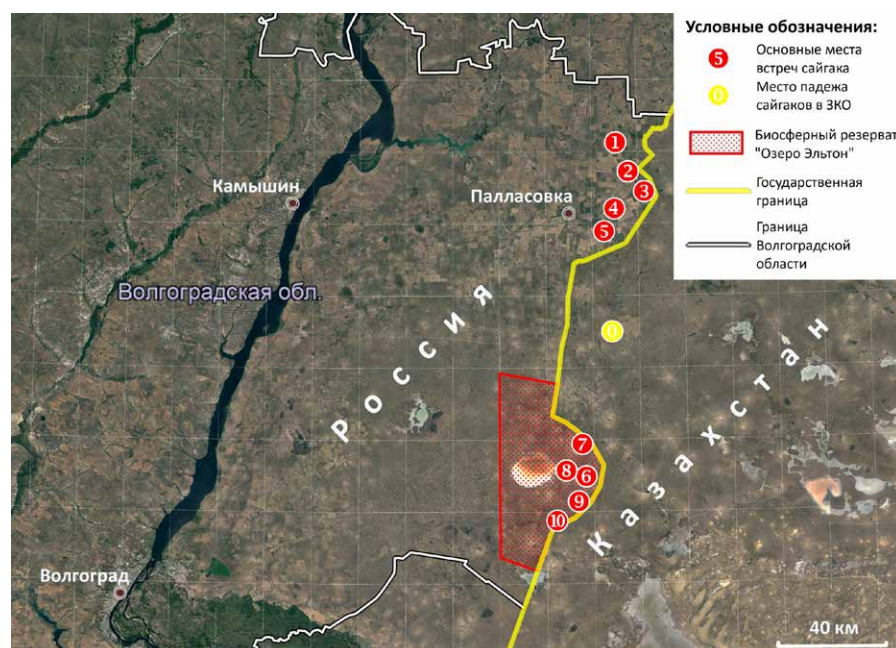 Условные обозначения:
5
Основные места
встреч сайгака
0
Место падежа
сайгаков в ЗКО
Биосферный резерват
"Озеро Эльтон"
Государственная
граница
Граница
Волгоградской
области
1
2
3
Камышин
Палласовка
4
5
Волгоградская обл.
0
Россия
Казахстан
7
8
6
9
10
Волгоград
40 км